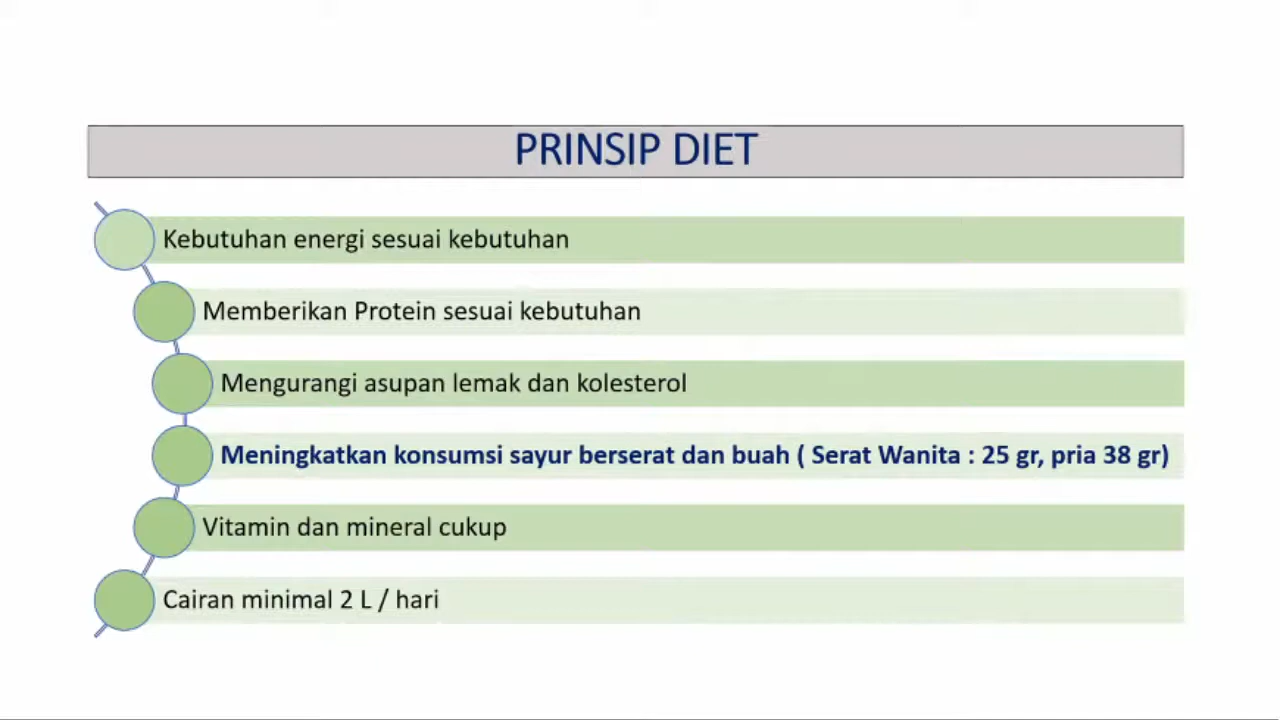 PRINSIP DIET
Kebutuhan energi sesuai kebutuhan
Memberikan Protein sesuai kebutuhan
Mengurangi asupan lemak dan kolesterol
Meningkatkan konsumsi sayur berserat dan buah ( Serat Wanita : 25 gr, pria 38 gr)
Vitamin dan mineral cukup
Cairan minimal 2 L / hari